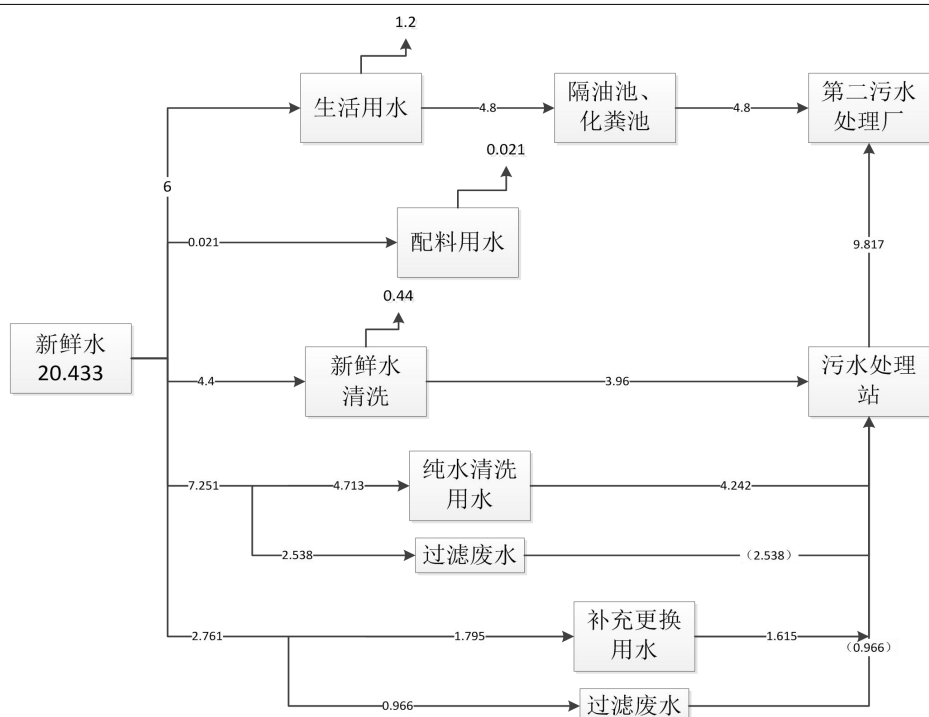 1.2
生活用水
4.8
隔油池、
化粪池
4.8
第二污水
处理厂
6
0.021
0.021
配料用水
9.817
0.44
新鲜水
20.433
4.4
新鲜水
清洗
3.96
污水处理
站
7.251
4.713
纯水清洗
用水
4.242
2.538
过滤废水
（2.538）
2.761
1.795
补充更换
用水
1.615
（0.966）
0.966
过滤废水